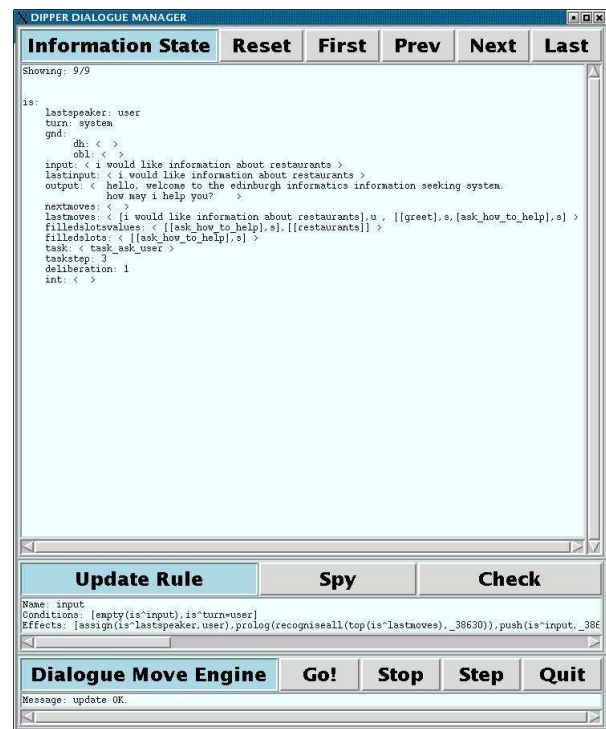 DIPPER DIALOGUE MANAGER
Information State Reset First Prev Next Last
Showing: 9/9
is:
lastspeaker: user
turn: system
gnd:
dh: < >
obl: < >
input: < i would like information about restaurants >
lastinput: < i would like information about restaurants >
output: < hello, welcome to the edinburgh informatics information seeking system.
how may i help you? >
nextmoves: < >
lastmoves: < [i would like information about restaurants],u , [[greet],s,[ask_how_to_help],s] >
filledslotsvalues: < [[ask_how_to_help],s],[[restaurants]] >
filledslots: < [[ask_how_to_help],s] >
task: < task_ask_user >
taskstep: 3
deliberation: 1
int: < >
Update Rule Spy Check
Name: input
Conditions: [empty(is^input),is^turn=user]
Effects: [assign(is^lastspeaker,user),prolog(recogniseall(top(is^lastmoves),_38630)),push(is^input,_386
Dialogue Move Engine Go! Stop Step Quit
Message: update OK.